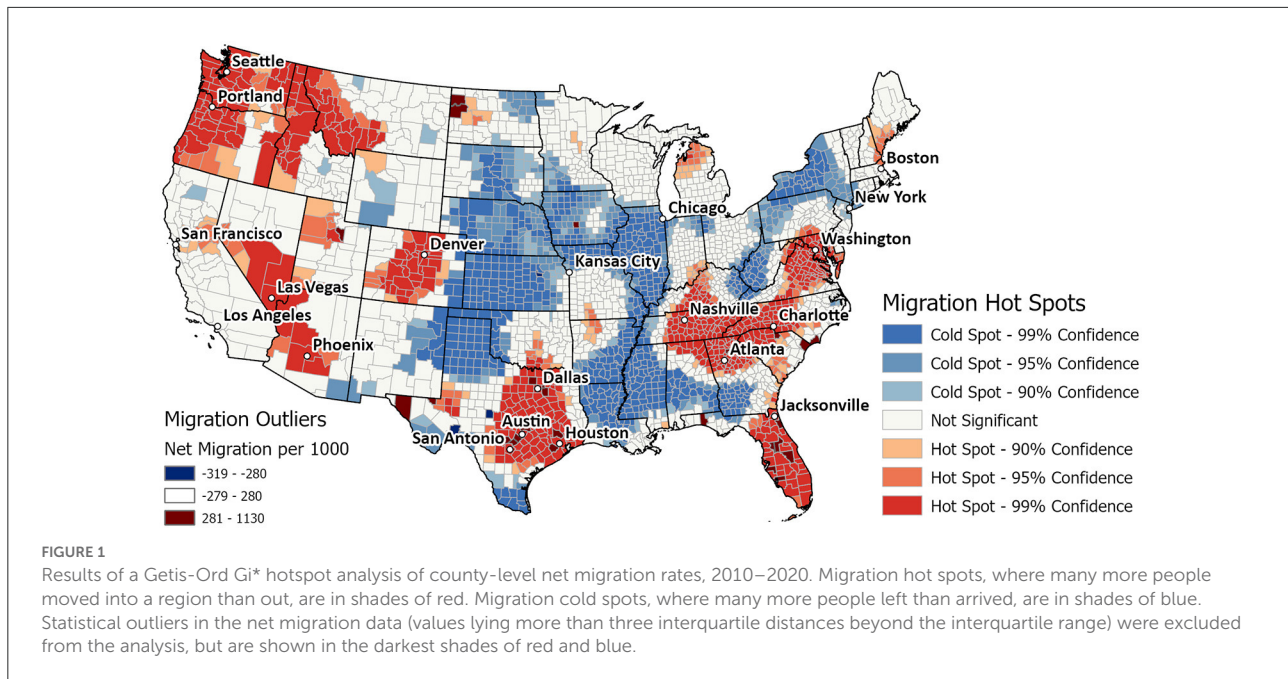 Seattle
Portland
Boston
New York
Chicago
San Francisco
Denver
Washington
Kansas City
Las Vegas
Nashville
Charlotte
Los Angeles
Phoenix
Atlanta
Dallas
Jacksonville
Austin
San Antonio
Houston
Migration Outliers
Net Migration per 1000
-319 - -280
-279 - 280
281 - 1130
Migration Hot Spots
Cold Spot - 99% Confidence
Cold Spot - 95% Confidence
Cold Spot - 90% Confidence
Not Significant
Hot Spot - 90% Confidence
Hot Spot - 95% Confidence
Hot Spot - 99% Confidence
FIGURE 1
Results of a Getis-Ord Gi* hotspot analysis of county-level net migration rates, 2010–2020. Migration hot spots, where many more people
moved into a region than out, are in shades of red. Migration cold spots, where many more people left than arrived, are in shades of blue.
Statistical outliers in the net migration data (values lying more than three interquartile distances beyond the interquartile range) were excluded
from the analysis, but are shown in the darkest shades of red and blue.